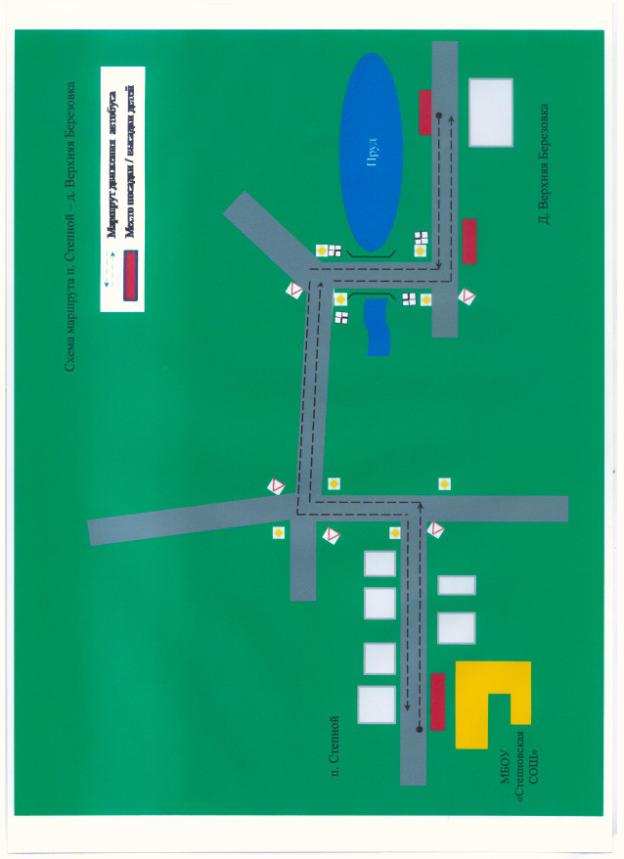 Схема маршрута п. Степной – д. Верхняя Березовка
Маршрут движения автобуса
Место посадки / высадки детей
Пруд
Д. Верхняя Березовка
п. Степной
МБОУ
«Степновская
СОШ»